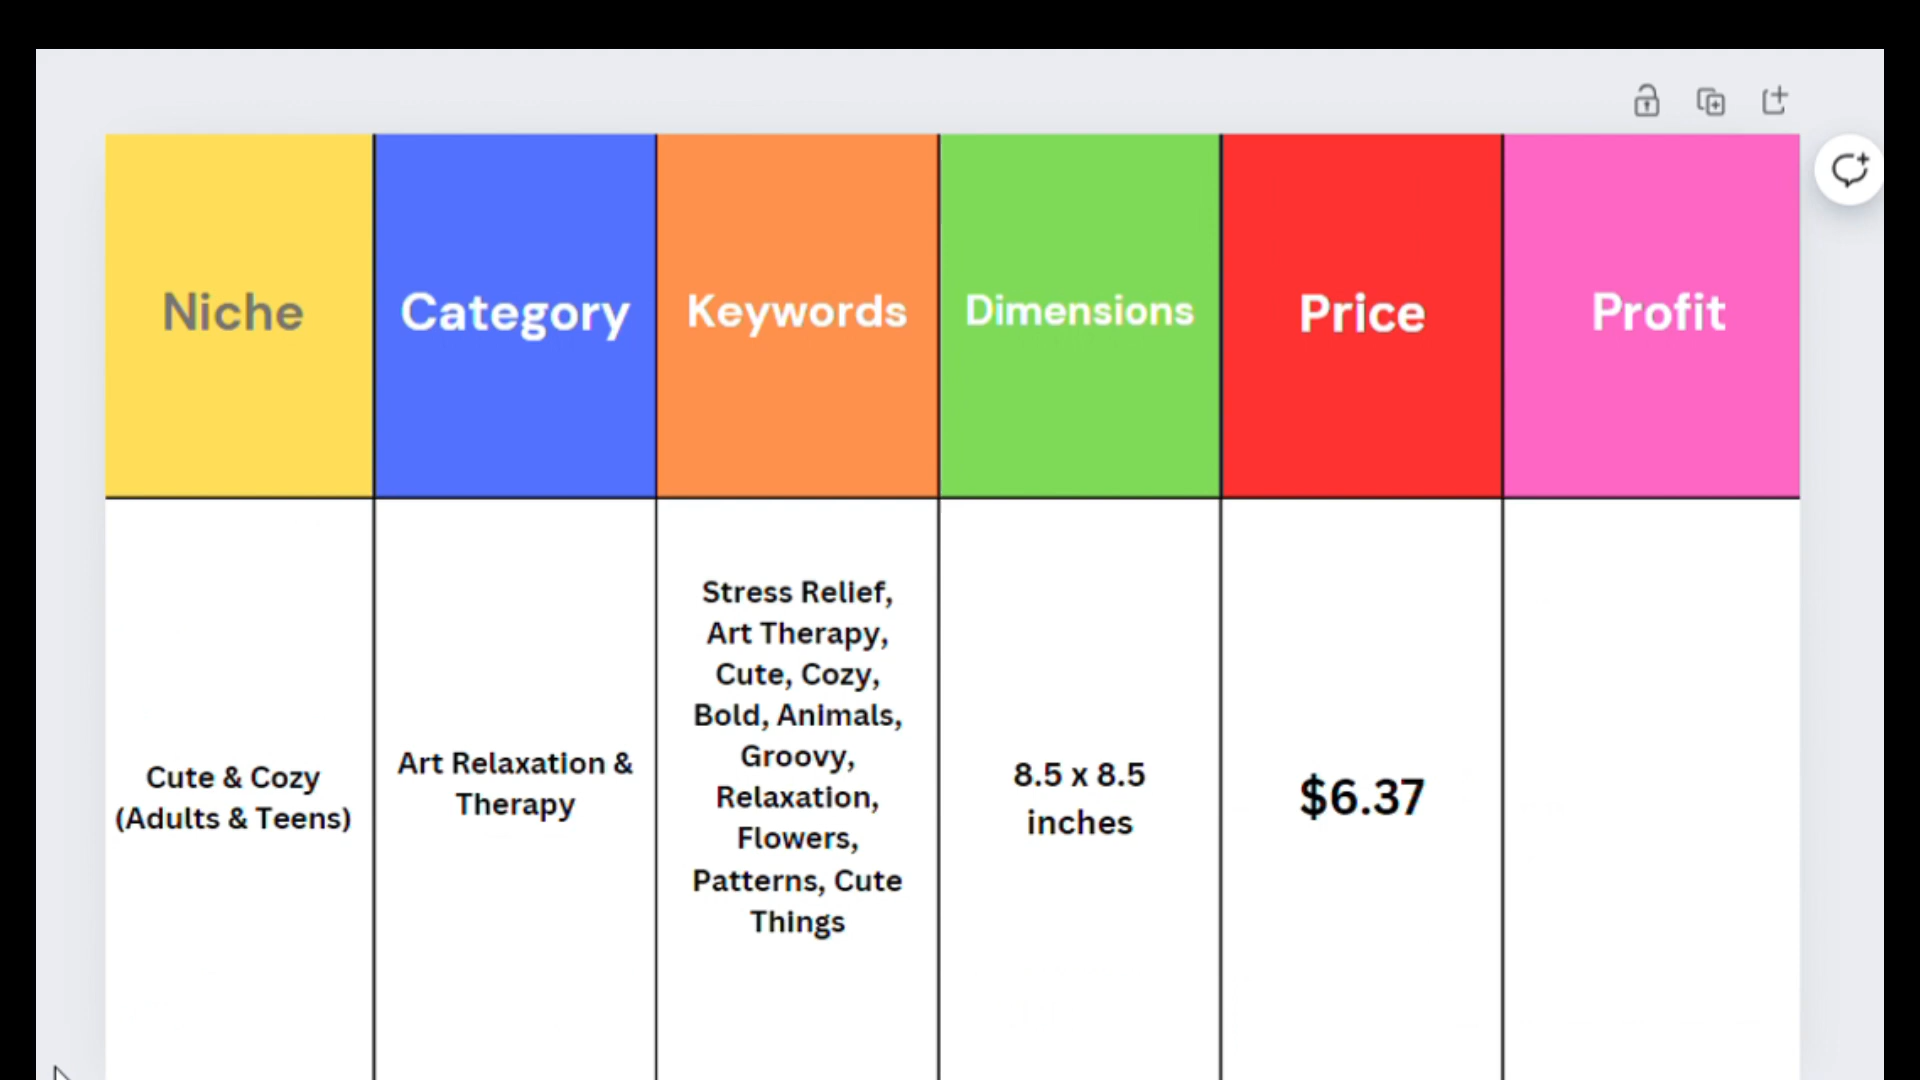 Niche
Category
Keywords
Dimensions
Price
Profit
Cute & Cozy
(Adults & Teens)
Art Relaxation &
Therapy
Stress Relief,
Art Therapy,
Cute, Cozy,
Bold, Animals,
Groovy,
Relaxation,
Flowers,
Patterns, Cute
Things
8.5 x 8.5
inches
$6.37